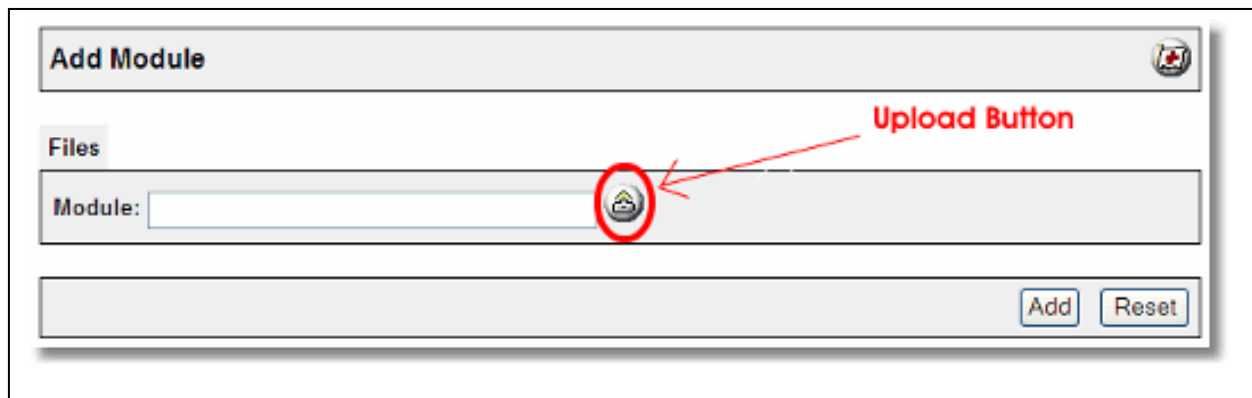 Add Module
Upload Button
Files
Module:
Add Reset